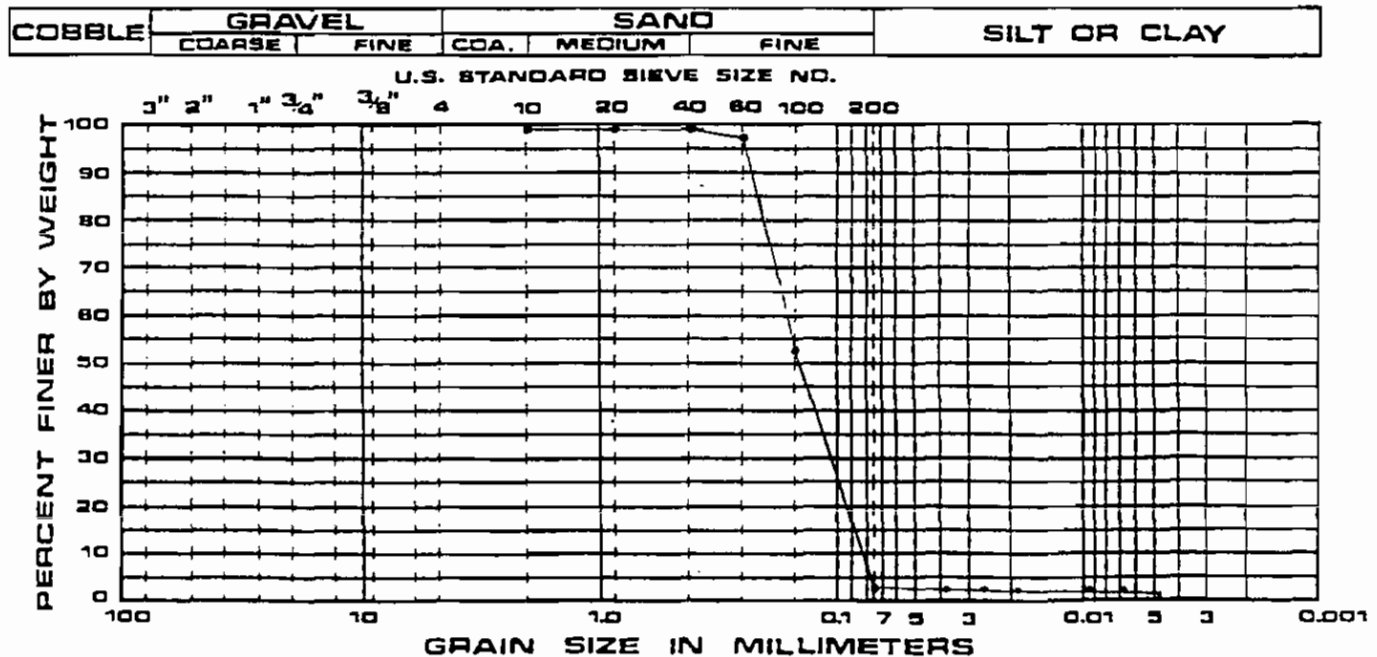 COBBLE GRAVEL SAND SILT OR CLAY
COARSE FINE COA. MEDIUM FINE
U.S. STANDARD SIEVE SIZE NO.
3" 2" 1" 3/4" 3/8" 4 10 20 40 60 100 200
PERCENT FINER BY WEIGHT
100
90
80
70
60
50
40
30
20
10
0
100 10 1.0 0.1 7 5 3 0.01 5 3 0.001
GRAIN SIZE IN MILLIMETERS